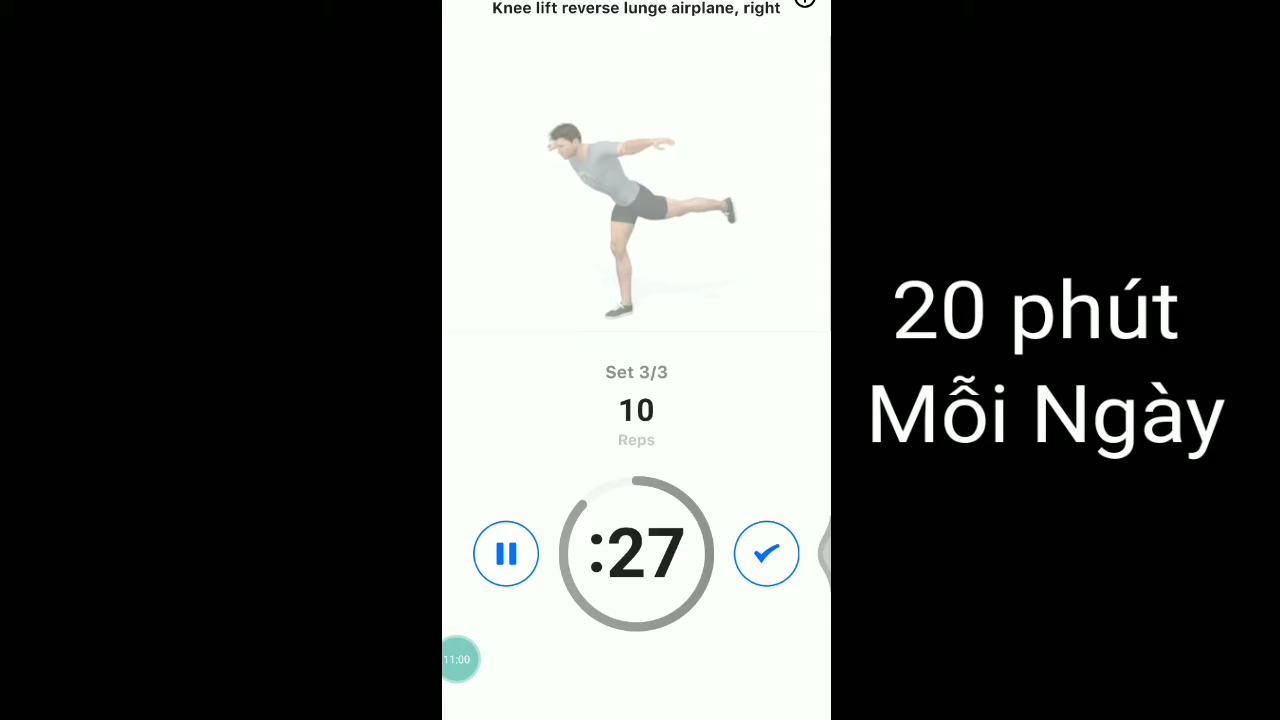 Knee lift reverse lunge airplane, right
Set 3/3
10
Reps
:27
11:00
20 phút
Mỗi Ngày